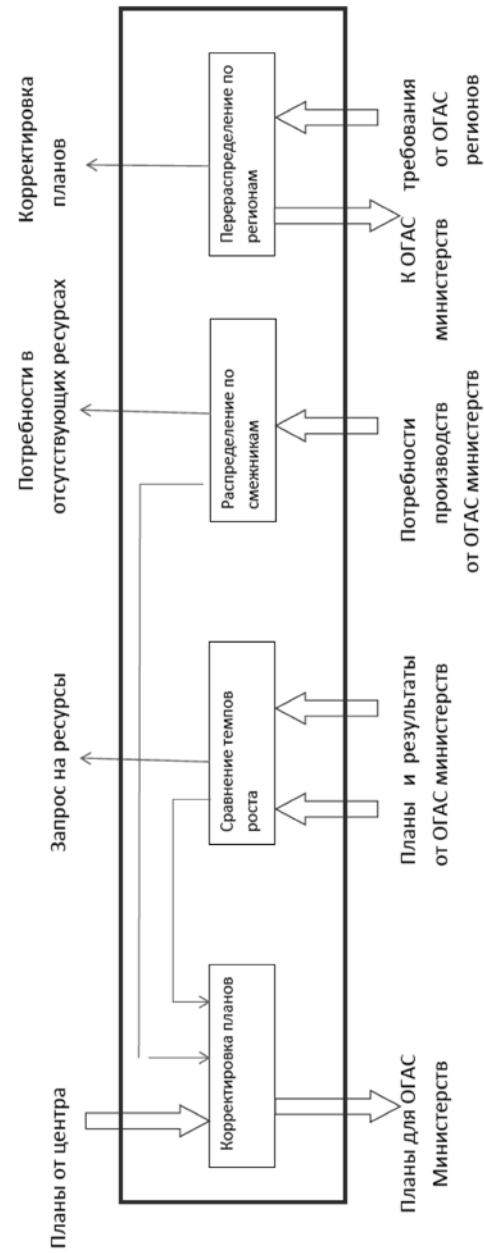 Планы от центра
Запрос на ресурсы
Потребности в
отсутствующих ресурсах
Корректировка
планов
Корректировка планов
Сравнение темпов
роста
Распределение по
смежникам
Перераспределение по
регионам
Планы для ОГАС
Министерств
Планы и результаты
от ОГАС министерств
Потребности
производств
от ОГАС министерств
К ОГАС
министерств
требования
от ОГАС
регионов